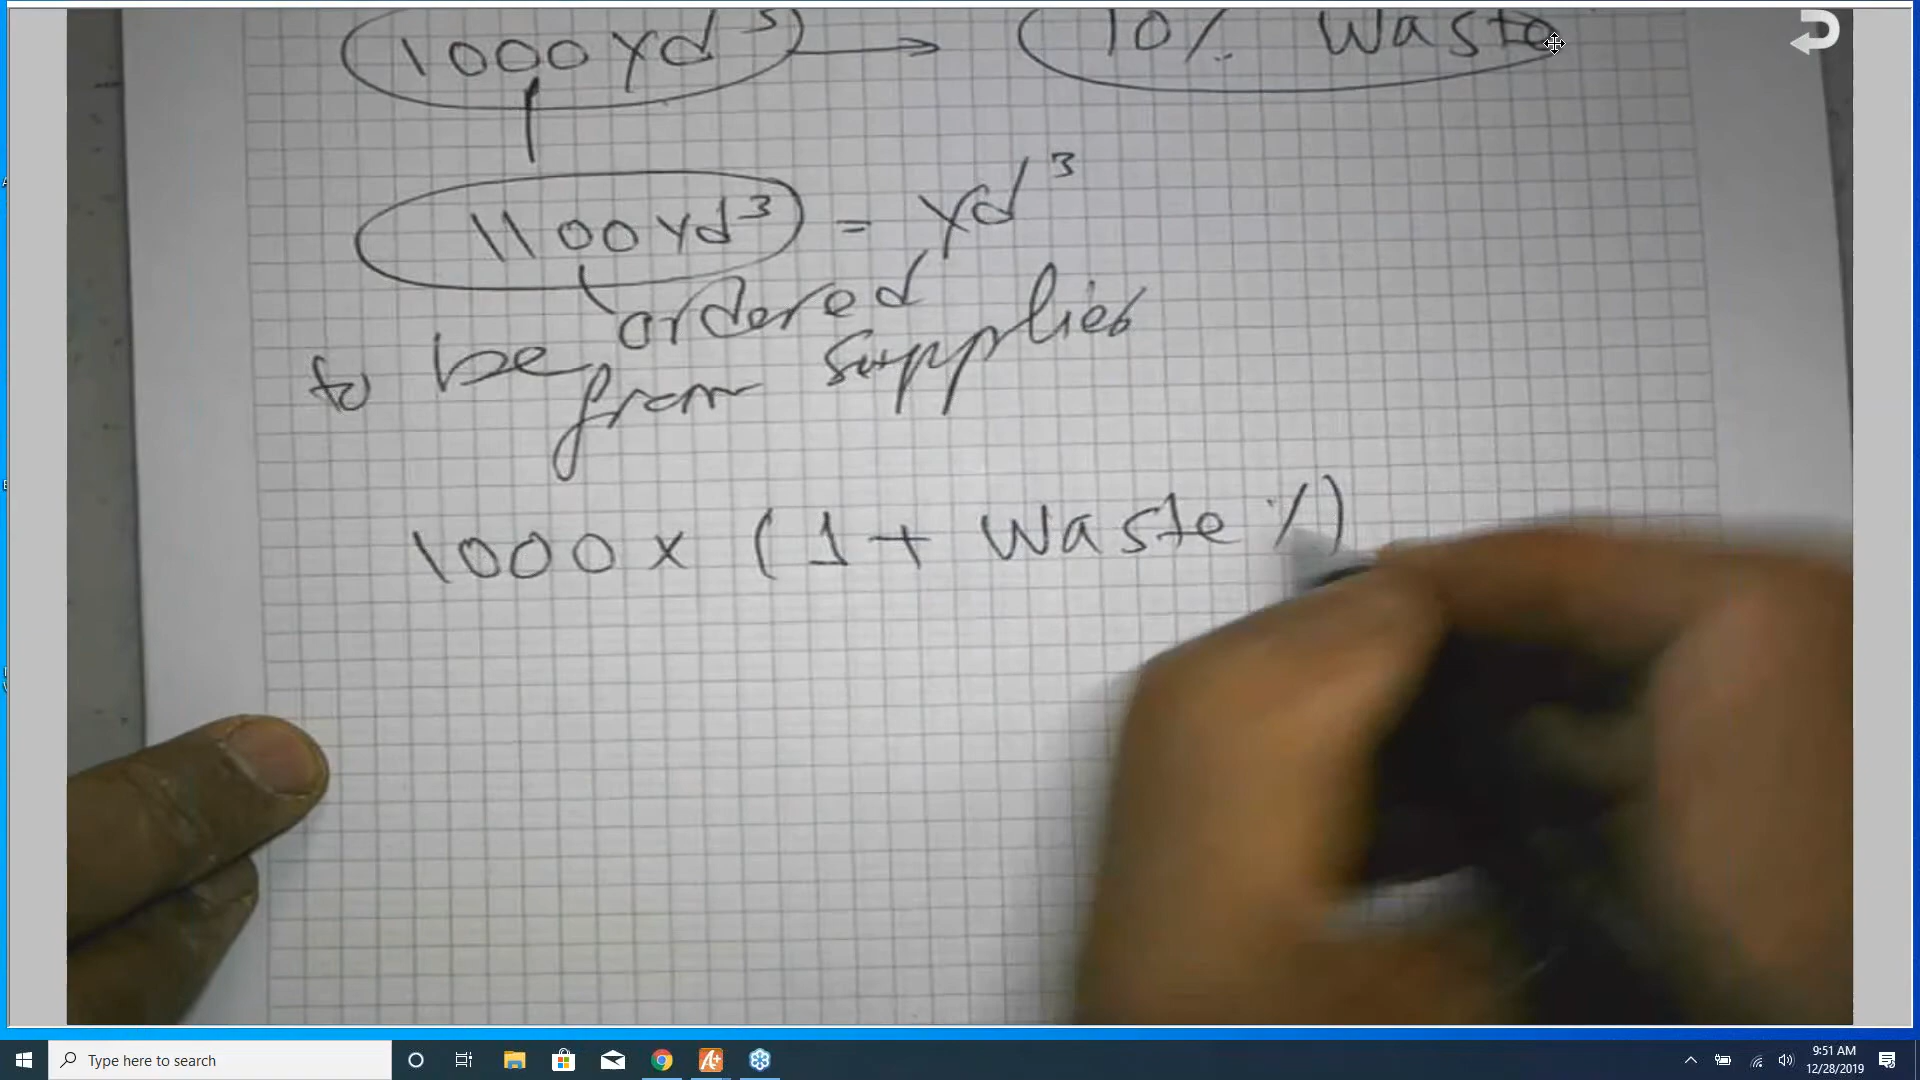 1000 yd³ → 10% Waste
1100 yd³ = yd³
to be ordered
from supplier
1000 x (1 + Waste %)
Type here to search
9:51 AM
12/28/2019